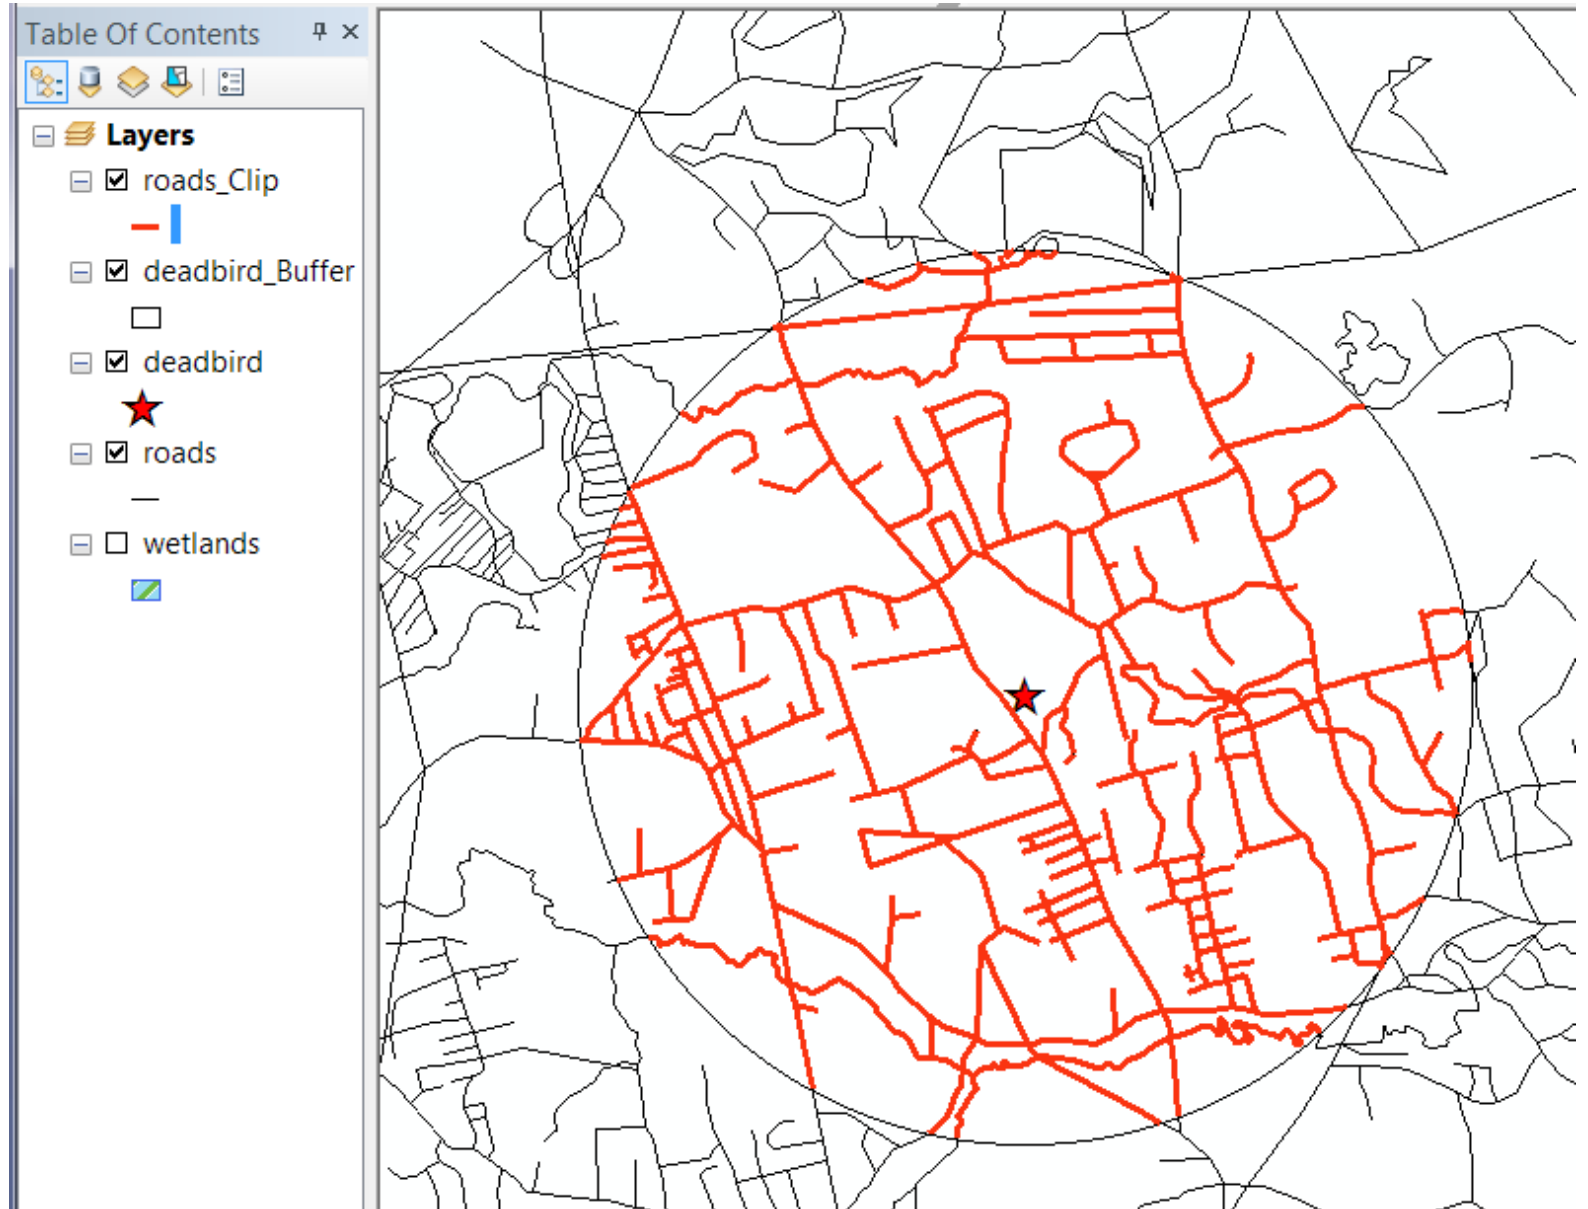 Table Of Contents
Layers
roads_Clip
deadbird_Buffer
deadbird
roads
wetlands